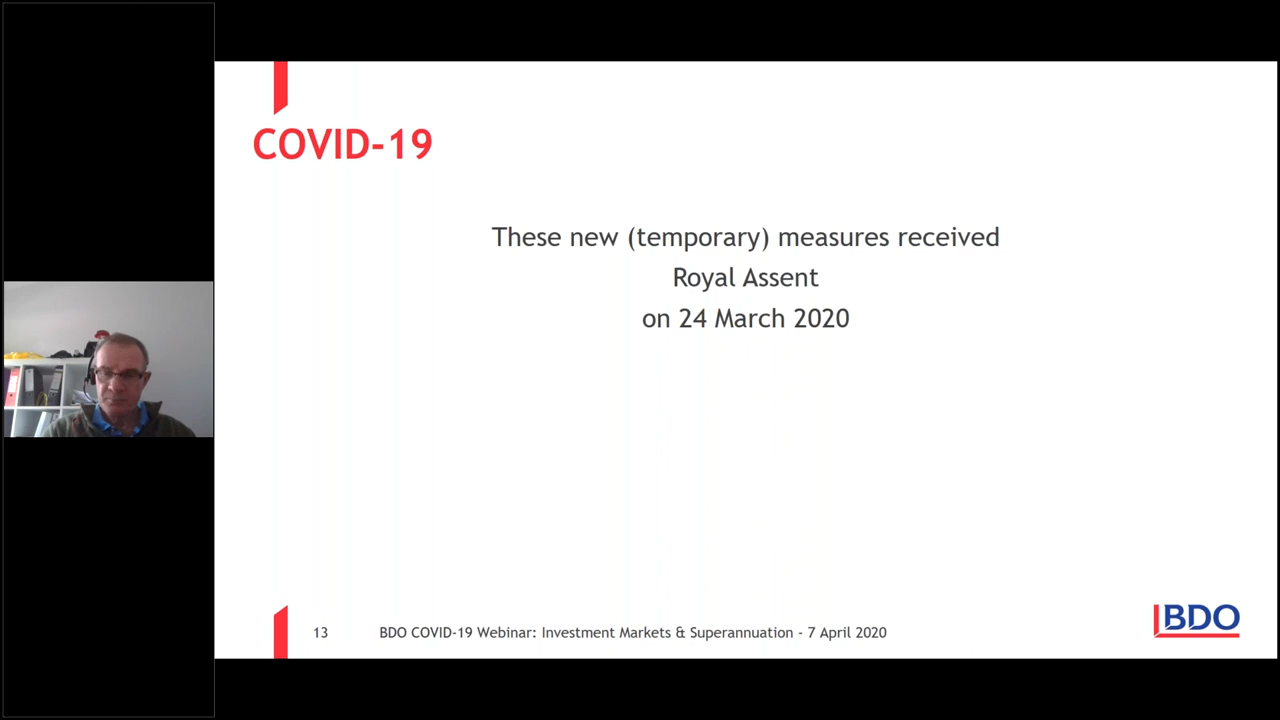 COVID-19
These new (temporary) measures received
Royal Assent
on 24 March 2020
13 BDO COVID-19 Webinar: Investment Markets & Superannuation - 7 April 2020
BDO